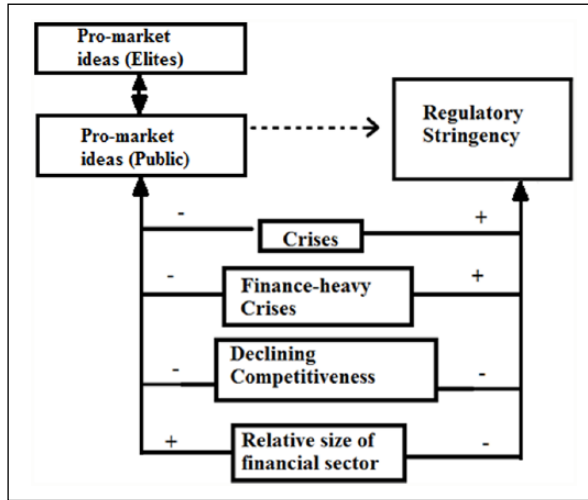 Pro-market
ideas (Elites)
Pro-market
ideas (Public)
Regulatory
Stringency
-
Crises
+
-
Finance-heavy
Crises
+
-
Declining
Competitiveness
-
+
Relative size of
financial sector
-